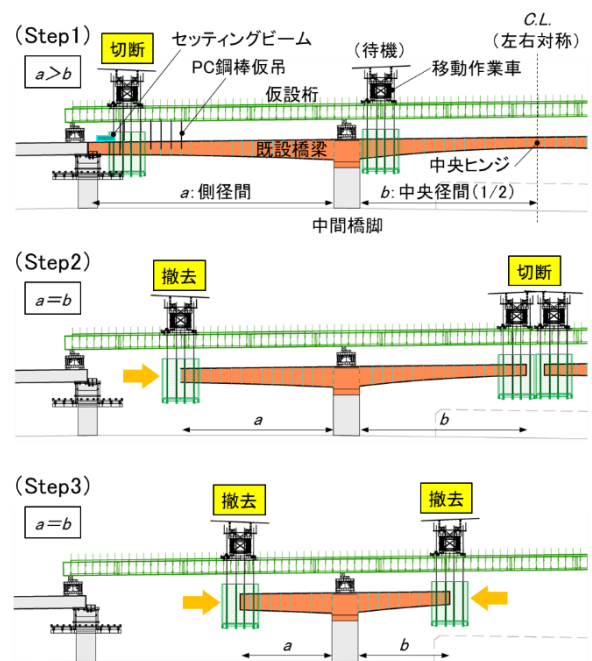 (Step1)
a>b
切断
セッティングビーム
PC鋼棒仮吊
仮設桁
(待機)
移動作業車
C.L.
(左右対称)
既設橋梁
中央ヒンジ
a:側径間
b:中央径間(1/2)
中間橋脚
(Step2)
a=b
撤去
切断
a
b
(Step3)
a=b
撤去
撤去
a
b